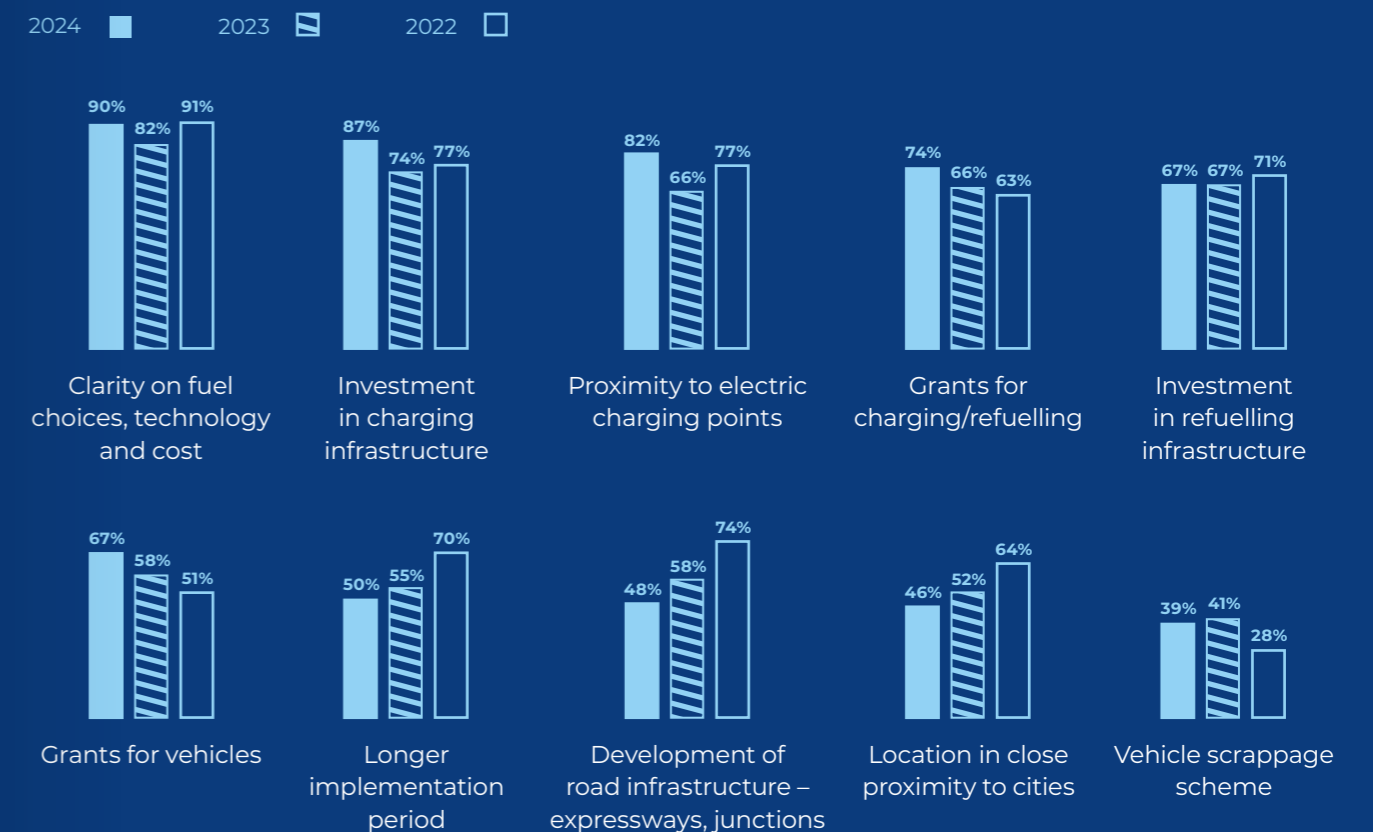 2024 2023 2022
90% 82% 91%
87% 74% 77%
82% 66% 77%
74% 66% 63%
67% 67% 71%
Clarity on fuel
choices, technology
and cost
Investment
in charging
infrastructure
Proximity to electric
charging points
Grants for
charging/refuelling
Investment
in refuelling
infrastructure
67% 58% 51%
50% 55% 70%
48% 58% 74%
46% 52% 64%
39% 41% 28%
Grants for vehicles
Longer
implementation
period
Development of
road infrastructure –
expressways, junctions
Location in close
proximity to cities
Vehicle scrappage
scheme